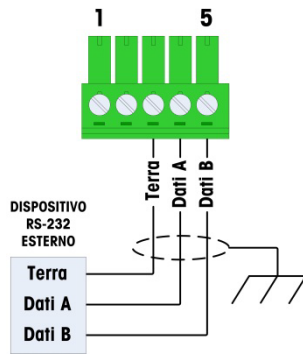 1 5
Terra
Dati A
Dati B
DISPOSITIVO
RS-232
ESTERNO
Terra
Dati A
Dati B